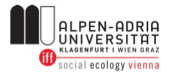 ALPEN-ADRIA
UNIVERSITÄT
KLAGENFURT I WIEN GRAZ
iff
social ecology vienna